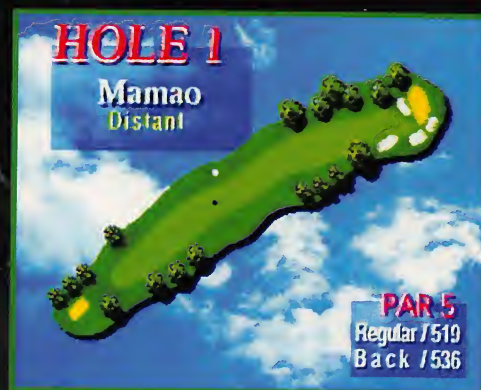 HOLE 1
Mamao
Distant
PAR 5
Regular / 519
Back / 536